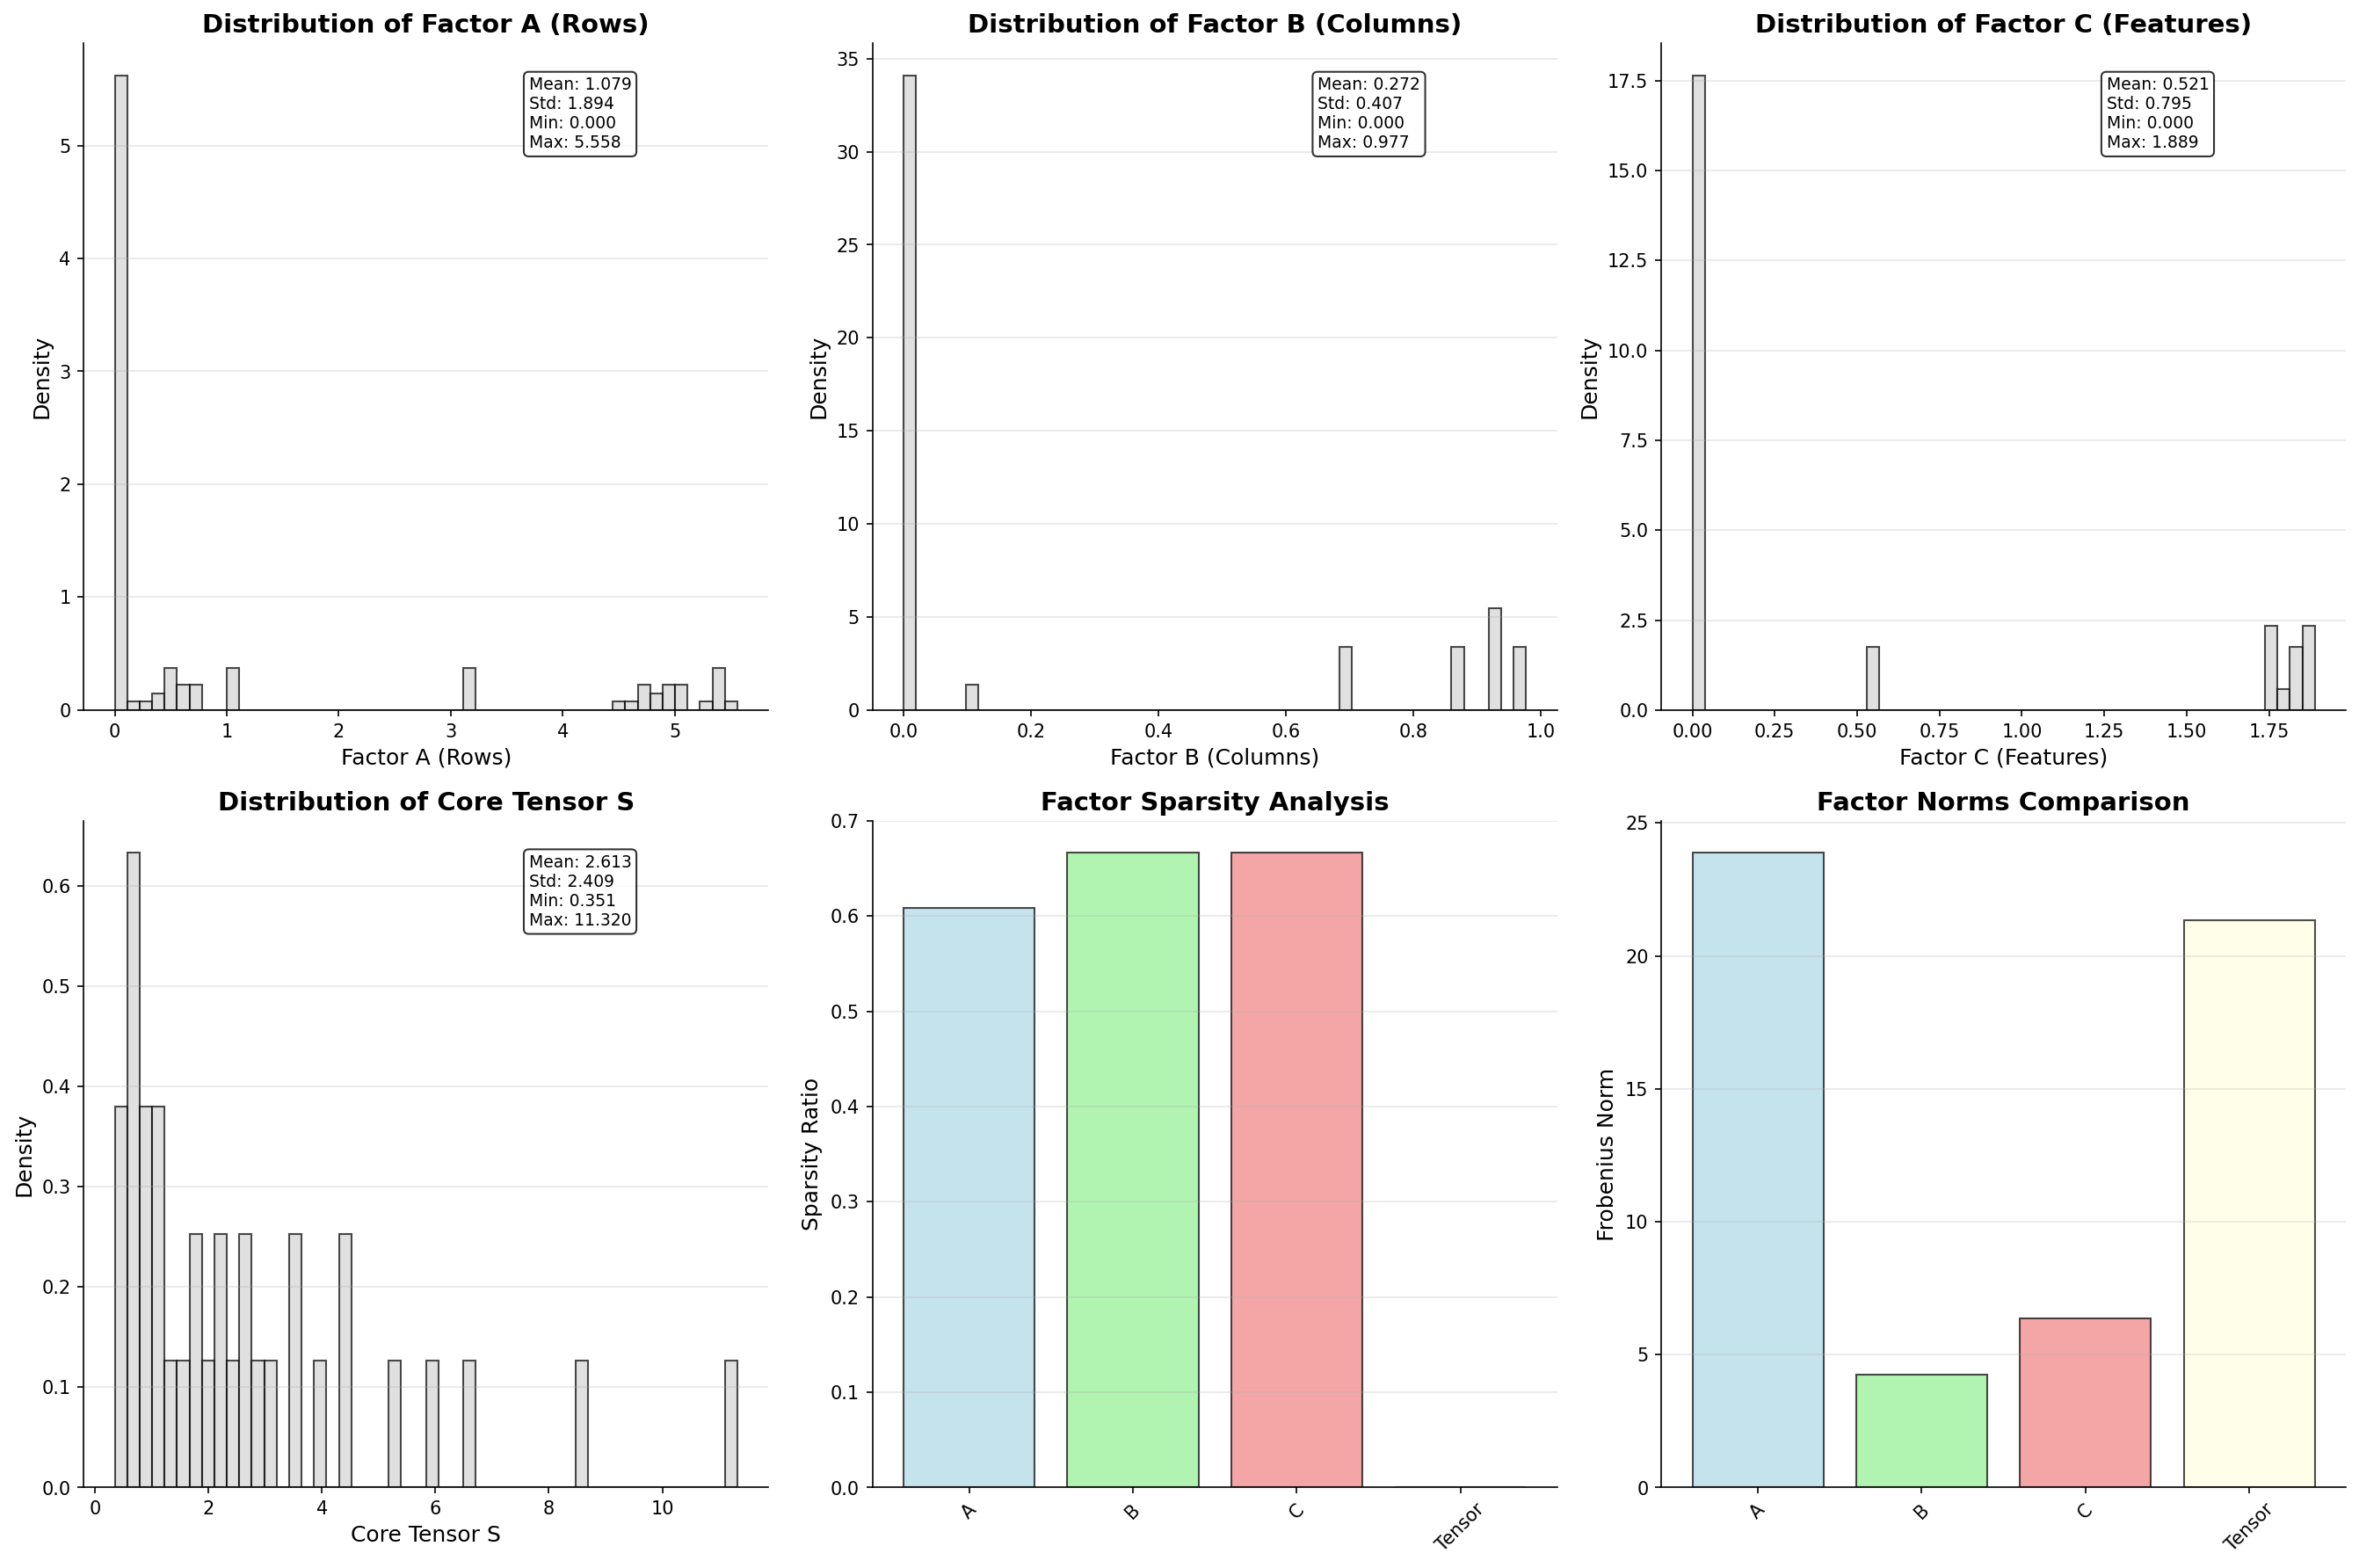 Distribution of Factor A (Rows)
Mean: 1.079
Std: 1.894
Min: 0.000
Max: 5.558
Density
5
4
3
2
1
0
0 1 2 3 4 5
Factor A (Rows)
Distribution of Factor B (Columns)
Mean: 0.272
Std: 0.407
Min: 0.000
Max: 0.977
Density
35
30
25
20
15
10
5
0
0.0 0.2 0.4 0.6 0.8 1.0
Factor B (Columns)
Distribution of Factor C (Features)
Mean: 0.521
Std: 0.795
Min: 0.000
Max: 1.889
Density
17.5
15.0
12.5
10.0
7.5
5.0
2.5
0.0
0.00 0.25 0.50 0.75 1.00 1.25 1.50 1.75
Factor C (Features)
Distribution of Core Tensor S
Mean: 2.613
Std: 2.409
Min: 0.351
Max: 11.320
Density
0.6
0.5
0.4
0.3
0.2
0.1
0.0
0 2 4 6 8 10
Core Tensor S
Factor Sparsity Analysis
Sparsity Ratio
0.7
0.6
0.5
0.4
0.3
0.2
0.1
0.0
A B C Tensor
Factor Norms Comparison
Frobenius Norm
25
20
15
10
5
0
A B C Tensor